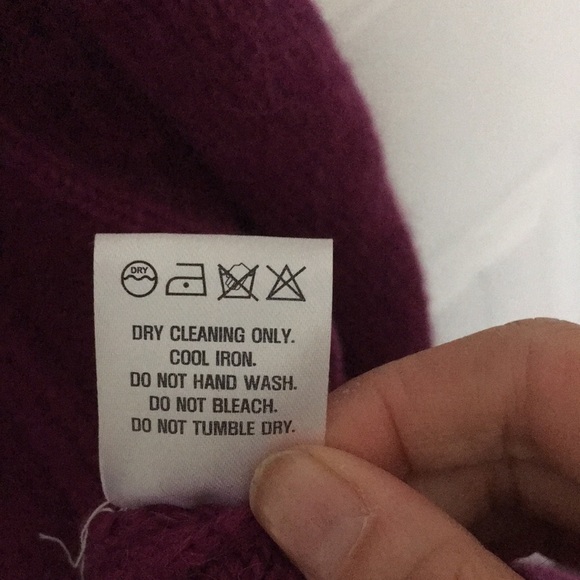 DRY
DRY CLEANING ONLY.
COOL IRON.
DO NOT HAND WASH.
DO NOT BLEACH.
DO NOT TUMBLE DRY.